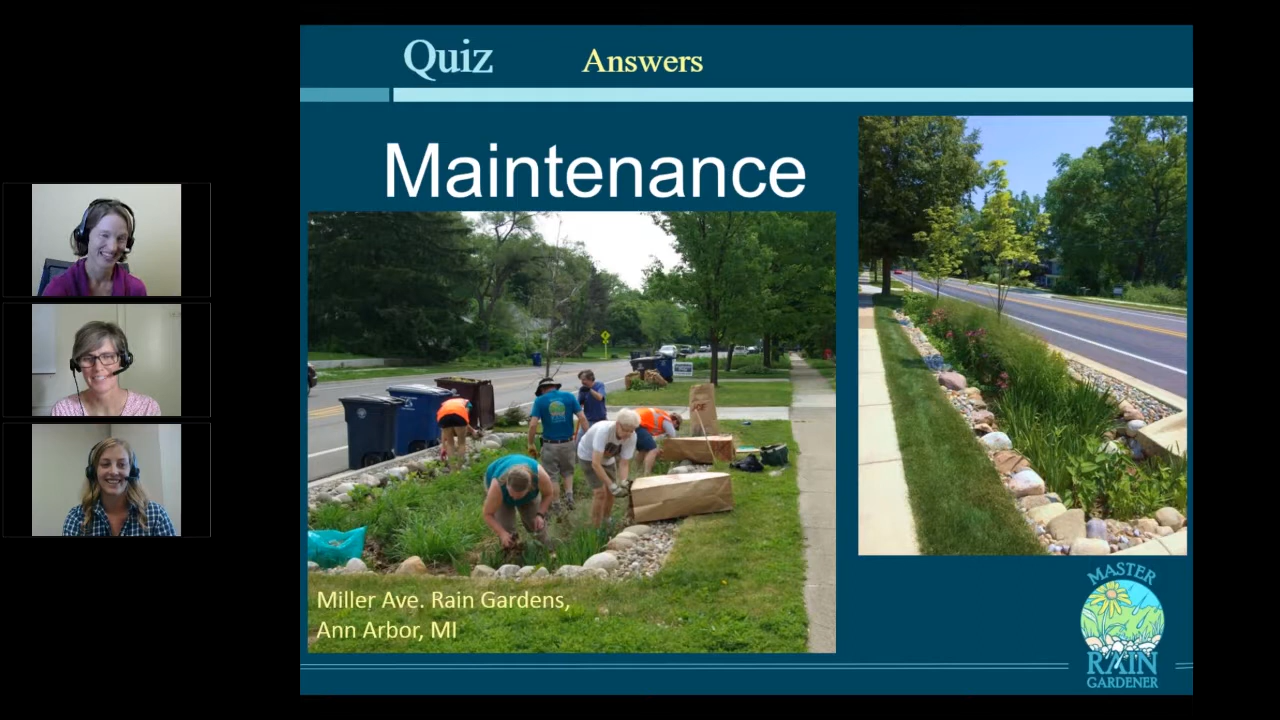 Quiz
Answers
Maintenance
Miller Ave. Rain Gardens,
Ann Arbor, MI
MASTER
RAIN
GARDENER